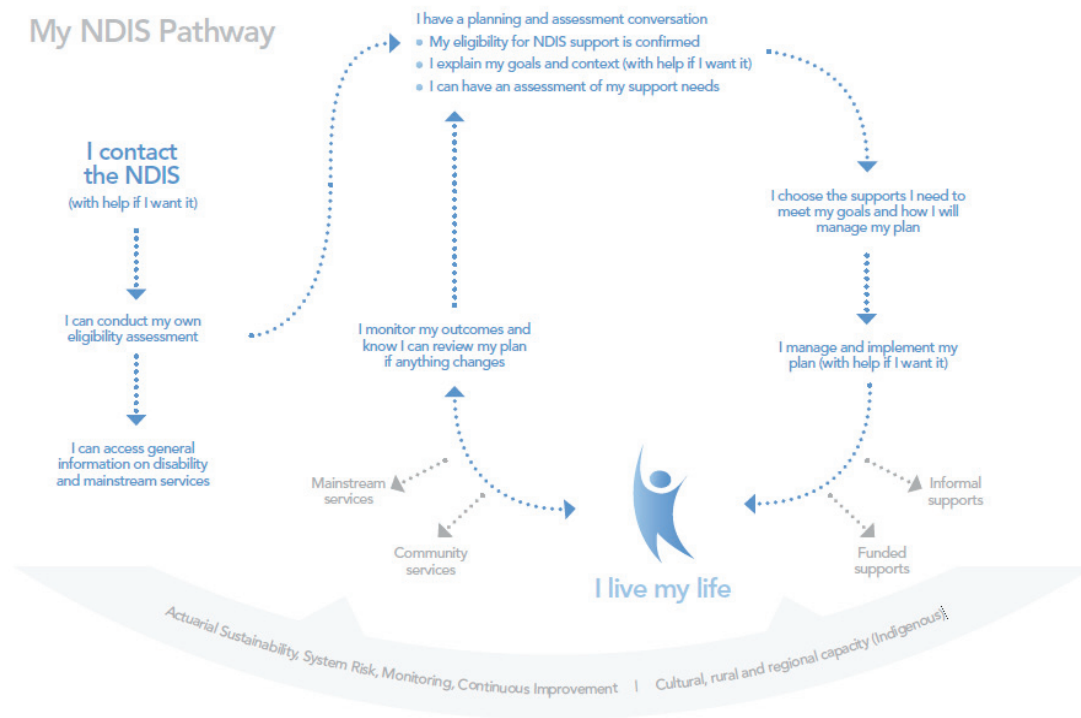 My NDIS Pathway
I have a planning and assessment conversation
• My eligibility for NDIS support is confirmed
• I explain my goals and context (with help if I want it)
• I can have an assessment of my support needs
I contact
the NDIS
(with help if I want it)
I can conduct my own
eligibility assessment
I can access general
information on disability
and mainstream services
I choose the supports I need to
meet my goals and how I will
manage my plan
I manage and implement my
plan (with help if I want it)
I monitor my outcomes and
know I can review my plan
if anything changes
Mainstream
services
Community
services
Informal
supports
Funded
supports
I live my life
Actuarial Sustainability, System Risk, Monitoring, Continuous Improvement | Cultural, rural and regional capacity (Indigenous)